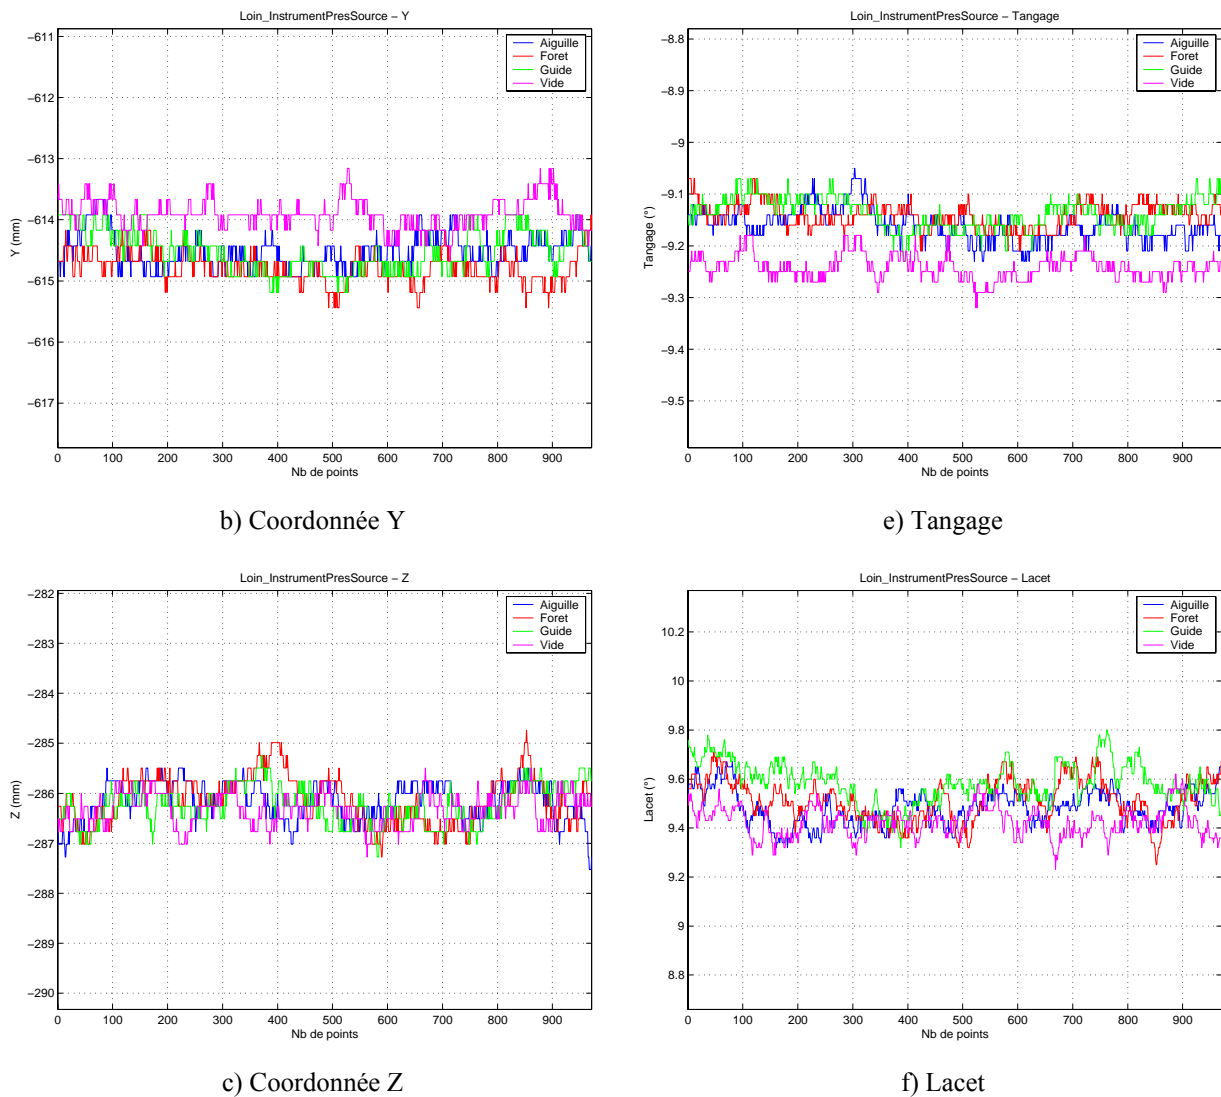 Loin_InstrumentPresSource − Y
−611
−612
−613
−614
−615
−616
−617
Y (mm)
Aiguille
Foret
Guide
Vide
0 100 200 300 400 500 600 700 800 900
Nb de points
b) Coordonnée Y
Loin_InstrumentPresSource − Tangage
−8.8
−8.9
−9
−9.1
−9.2
−9.3
−9.4
−9.5
Tangage (°)
Aiguille
Foret
Guide
Vide
0 100 200 300 400 500 600 700 800 900
Nb de points
e) Tangage
Loin_InstrumentPresSource − Z
−282
−283
−284
−285
−286
−287
−288
−289
−290
Z (mm)
Aiguille
Foret
Guide
Vide
0 100 200 300 400 500 600 700 800 900
Nb de points
c) Coordonnée Z
Loin_InstrumentPresSource − Lacet
10.2
10
9.8
9.6
9.4
9.2
9
8.8
Lacet (°)
Aiguille
Foret
Guide
Vide
0 100 200 300 400 500 600 700 800 900
Nb de points
f) Lacet